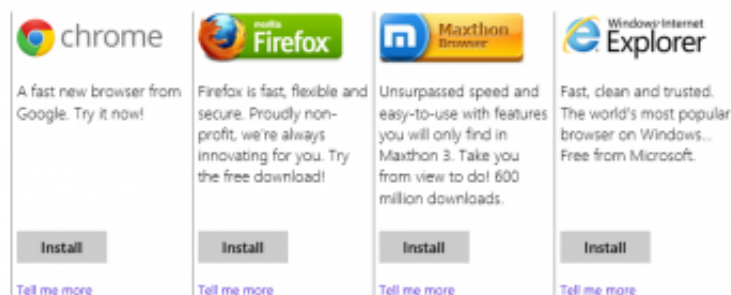 chrome
A fast new browser from
Google. Try it now!
Install
Tell me more
mozilla
Firefox
Firefox is fast, flexible and
secure. Proudly non-
profit, we're always
innovating for you. Try
the free download!
Install
Tell me more
Maxthon
Browser
Unsurpassed speed and
easy-to-use with features
you will only find in
Maxthon 3. Take you
from view to do! 600
million downloads.
Install
Tell me more
Windows Internet
Explorer
Fast, clean and trusted.
The world's most popular
browser on Windows...
Free from Microsoft.
Install
Tell me more